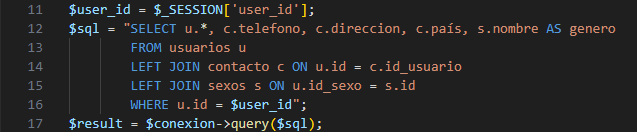 11 $user_id = $_SESSION['user_id'];
12 $sql = "SELECT u.*, c.telefono, c.direccion, c.país, s.nombre AS genero
13 FROM usuarios u
14 LEFT JOIN contacto c ON u.id = c.id_usuario
15 LEFT JOIN sexos s ON u.id_sexo = s.id
16 WHERE u.id = $user_id";
17 $result = $conexion->query($sql);